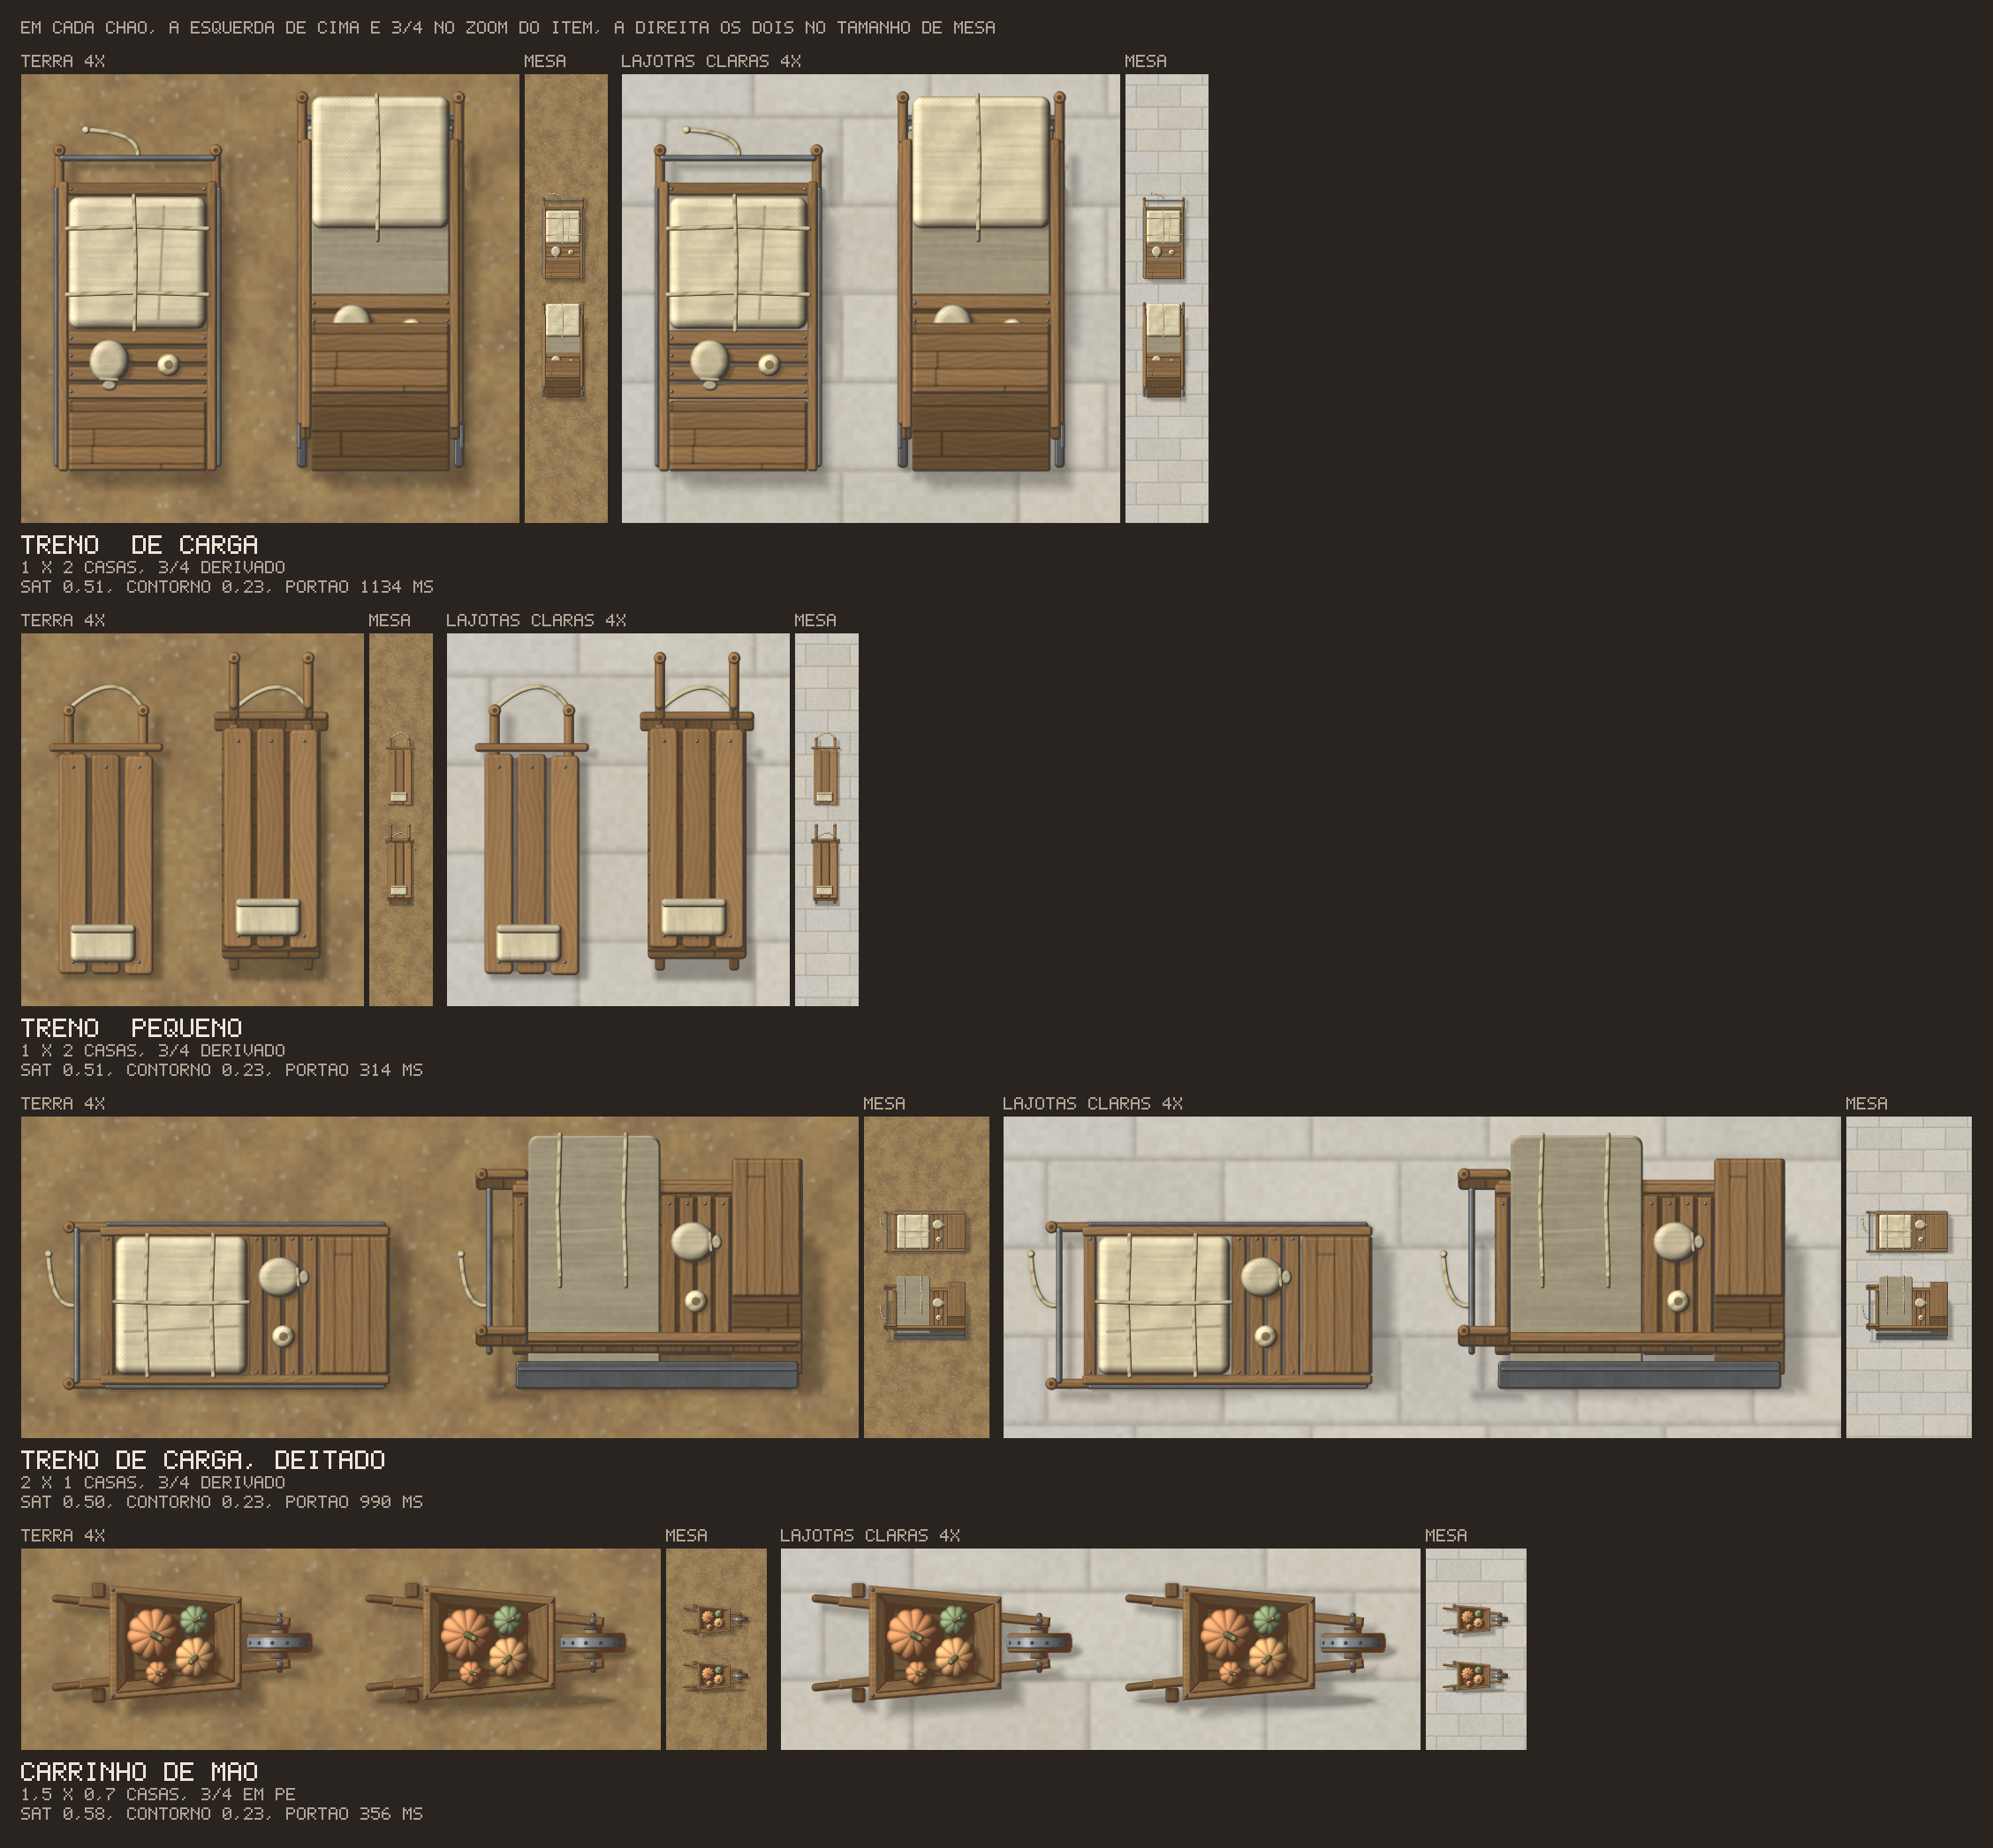 EM CADA CHAO, A ESQUERDA DE CIMA E 3/4 NO ZOOM DO ITEM, A DIREITA OS DOIS NO TAMANHO DE MESA
TERRA 4X MESA LAJOTAS CLARAS 4X MESA
TRENO  DE CARGA
1 X 2 CASAS, 3/4 DERIVADO
SAT 0,51, CONTORNO 0,23, PORTAO 1134 MS
TERRA 4X MESA LAJOTAS CLARAS 4X MESA
TRENO  PEQUENO
1 X 2 CASAS, 3/4 DERIVADO
SAT 0,51, CONTORNO 0,23, PORTAO 314 MS
TERRA 4X MESA LAJOTAS CLARAS 4X MESA
TRENO DE CARGA, DEITADO
2 X 1 CASAS, 3/4 DERIVADO
SAT 0,50, CONTORNO 0,23, PORTAO 990 MS
TERRA 4X MESA LAJOTAS CLARAS 4X MESA
CARRINHO DE MAO
1,5 X 0,7 CASAS, 3/4 EM PE
SAT 0,58, CONTORNO 0,23, PORTAO 356 MS